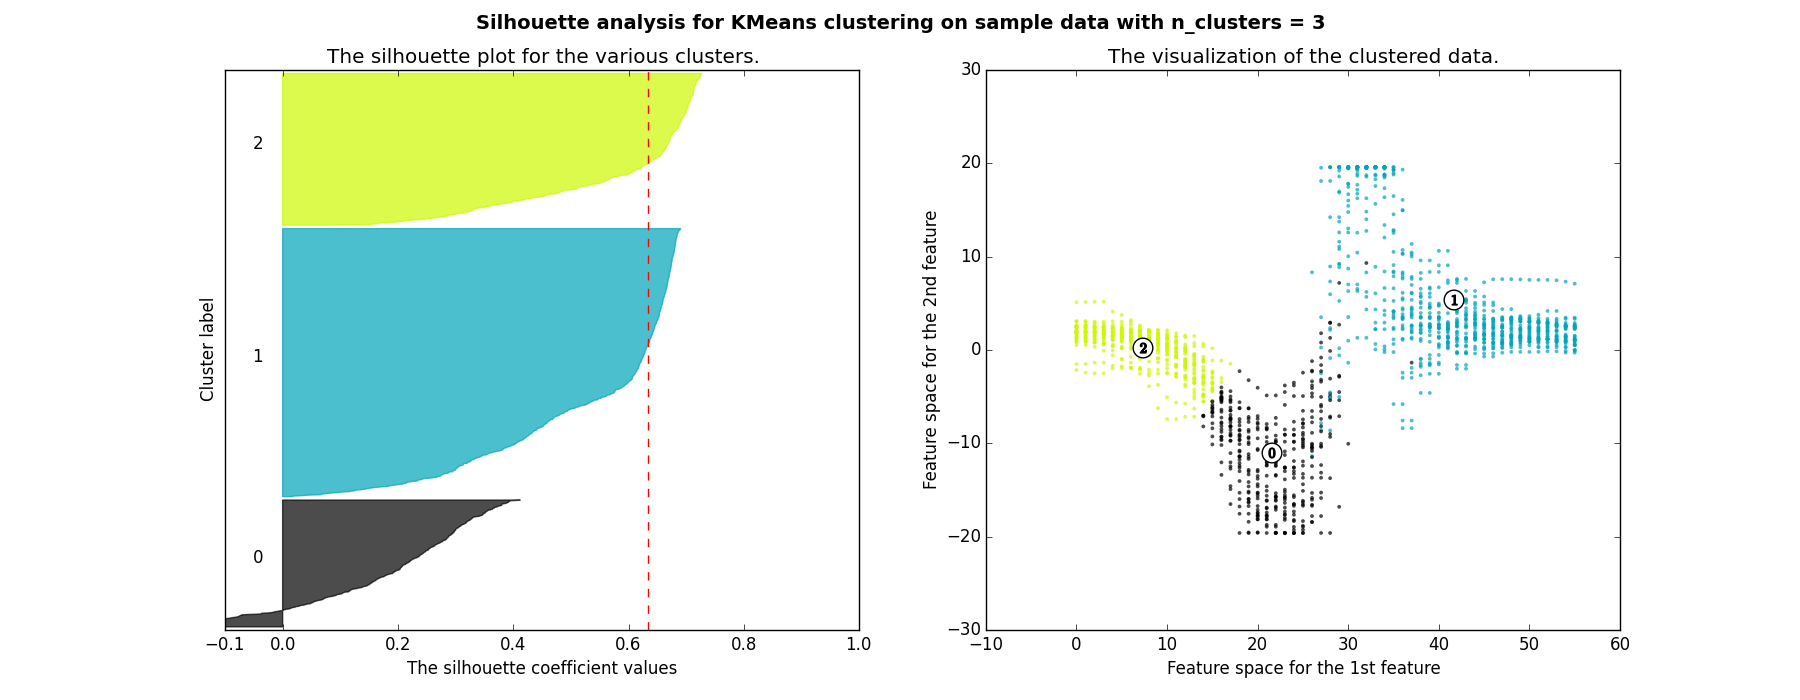 Silhouette analysis for KMeans clustering on sample data with n_clusters = 3
The silhouette plot for the various clusters.
2
1
0
Cluster label
−0.1 0.0 0.2 0.4 0.6 0.8 1.0
The silhouette coefficient values
The visualization of the clustered data.
30
20
10
0
−10
−20
−30
Feature space for the 2nd feature
2
1
0
−10 0 10 20 30 40 50 60
Feature space for the 1st feature